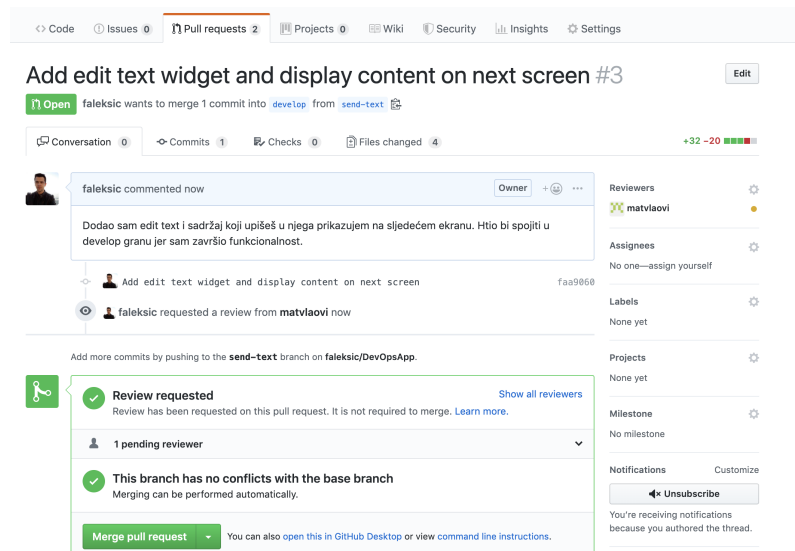 Code Issues 0 Pull requests 2 Projects 0 Wiki Security Insights Settings
Add edit text widget and display content on next screen #3 Edit
Open faleksic wants to merge 1 commit into develop from send-text
Conversation 0 Commits 1 Checks 0 Files changed 4 +32 −20
faleksic commented now Owner
Dodao sam edit text i sadržaj koji upišeš u njega prikazujem na sljedećem ekranu. Htio bi spojiti u
develop granu jer sam završio funkcionalnost.
Add edit text widget and display content on next screen faa9060
faleksic requested a review from matvlaovi now
Add more commits by pushing to the send-text branch on faleksic/DevOpsApp.
Review requested Show all reviewers
Review has been requested on this pull request. It is not required to merge. Learn more.
1 pending reviewer
This branch has no conflicts with the base branch
Merging can be performed automatically.
Merge pull request You can also open this in GitHub Desktop or view command line instructions.
Reviewers
matvlaovi
Assignees
No one—assign yourself
Labels
None yet
Projects
None yet
Milestone
No milestone
Notifications Customize
Unsubscribe
You're receiving notifications
because you authored the thread.